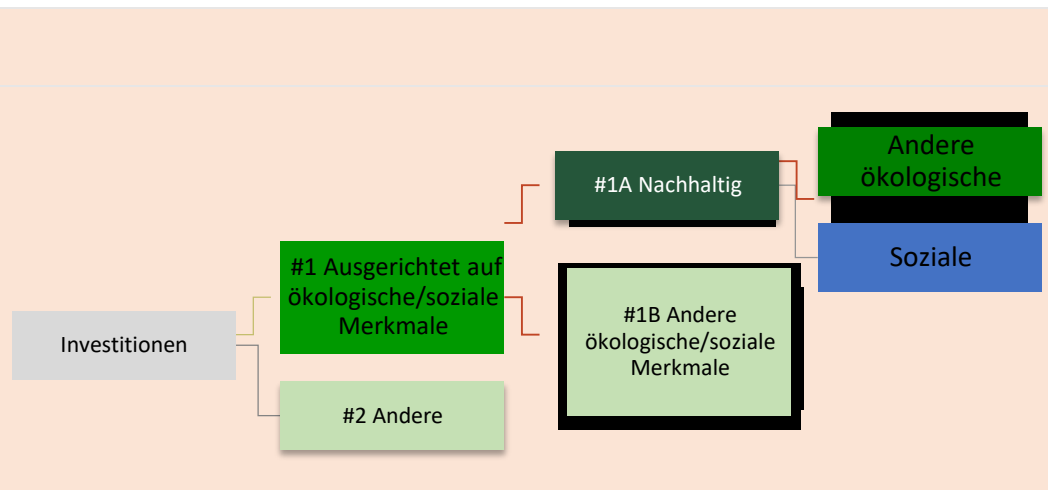 Investitionen
#1 Ausgerichtet auf
ökologische/soziale
Merkmale
#2 Andere
#1A Nachhaltig
#1B Andere
ökologische/soziale
Merkmale
Andere
ökologische
Soziale